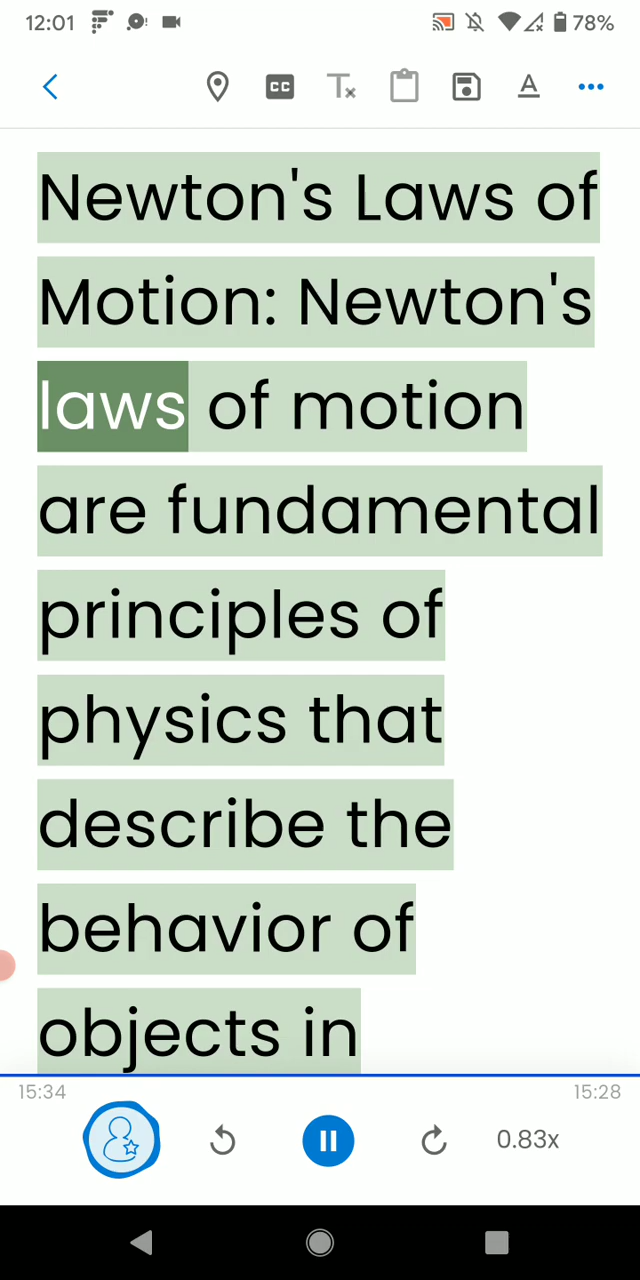 12:01
78%
CC
Newton's Laws of
Motion: Newton's
laws of motion
are fundamental
principles of
physics that
describe the
behavior of
objects in
15:34
15:28
0.83x